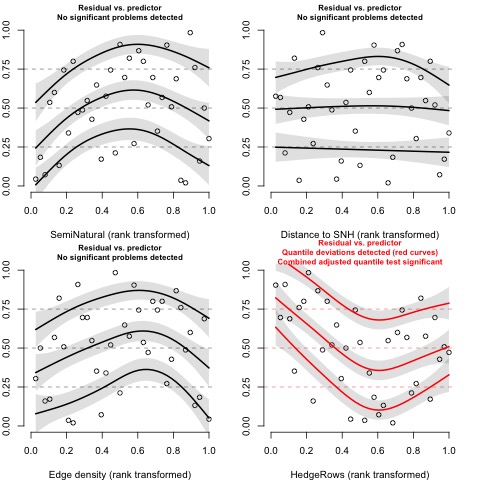 Residual vs. predictor
No significant problems detected
1.00
0.75
0.50
0.25
0.00
0.0 0.2 0.4 0.6 0.8 1.0
SemiNatural (rank transformed)
Residual vs. predictor
No significant problems detected
1.00
0.75
0.50
0.25
0.00
0.0 0.2 0.4 0.6 0.8 1.0
Distance to SNH (rank transformed)
Residual vs. predictor
No significant problems detected
1.00
0.75
0.50
0.25
0.00
0.0 0.2 0.4 0.6 0.8 1.0
Edge density (rank transformed)
Residual vs. predictor
Quantile deviations detected (red curves)
Combined adjusted quantile test significant
1.00
0.75
0.50
0.25
0.00
0.0 0.2 0.4 0.6 0.8 1.0
HedgeRows (rank transformed)